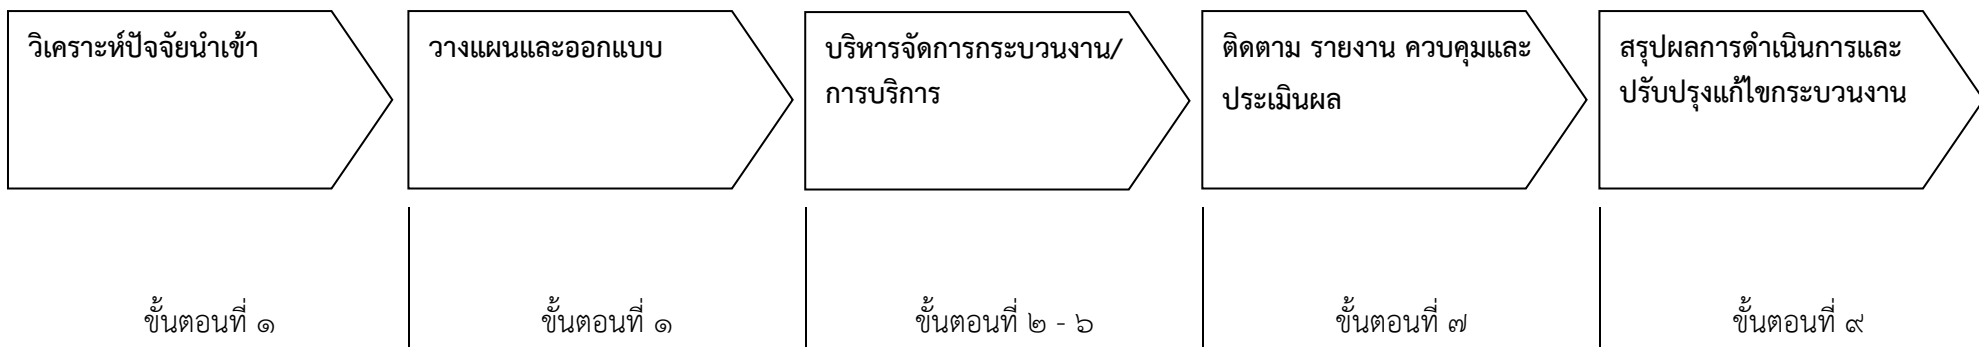 วิเคราะห์ปัจจัยนำเข้า
วางแผนและออกแบบ
บริหารจัดการกระบวนงาน/
การบริการ
ติดตาม รายงาน ควบคุมและ
ประเมินผล
สรุปผลการดำเนินการและ
ปรับปรุงแก้ไขกระบวนงาน
ขั้นตอนที่ ๑
ขั้นตอนที่ ๑
ขั้นตอนที่ ๒ - ๖
ขั้นตอนที่ ๗
ขั้นตอนที่ ๙